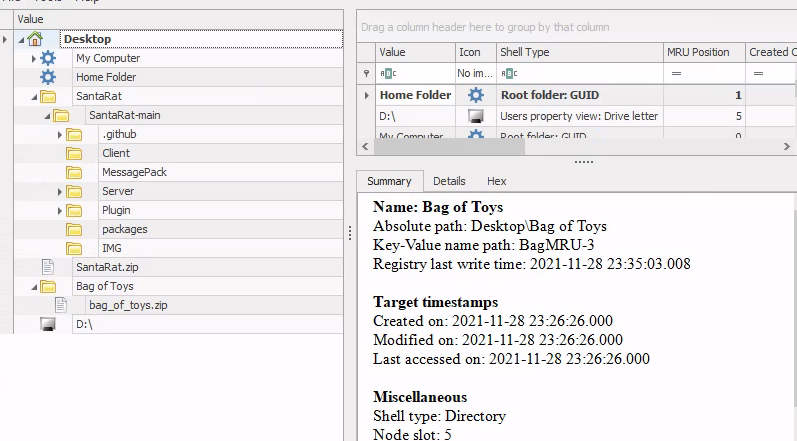 Value
Desktop
My Computer
Home Folder
SantaRat
SantaRat-main
.github
Client
MessagePack
Server
Plugin
packages
IMG
SantaRat.zip
Bag of Toys
bag_of_toys.zip
D:\
Drag a column header here to group by that column
Value Icon Shell Type MRU Position Created C
ABC No im... ABC = =
Home Folder Root folder: GUID 1
D:\ Users property view: Drive letter 5
My Computer Root folder: GUID 0
Summary Details Hex
Name: Bag of Toys
Absolute path: Desktop\Bag of Toys
Key-Value name path: BagMRU-3
Registry last write time: 2021-11-28 23:35:03.008
Target timestamps
Created on: 2021-11-28 23:26:26.000
Modified on: 2021-11-28 23:26:26.000
Last accessed on: 2021-11-28 23:26:26.000
Miscellaneous
Shell type: Directory
Node slot: 5